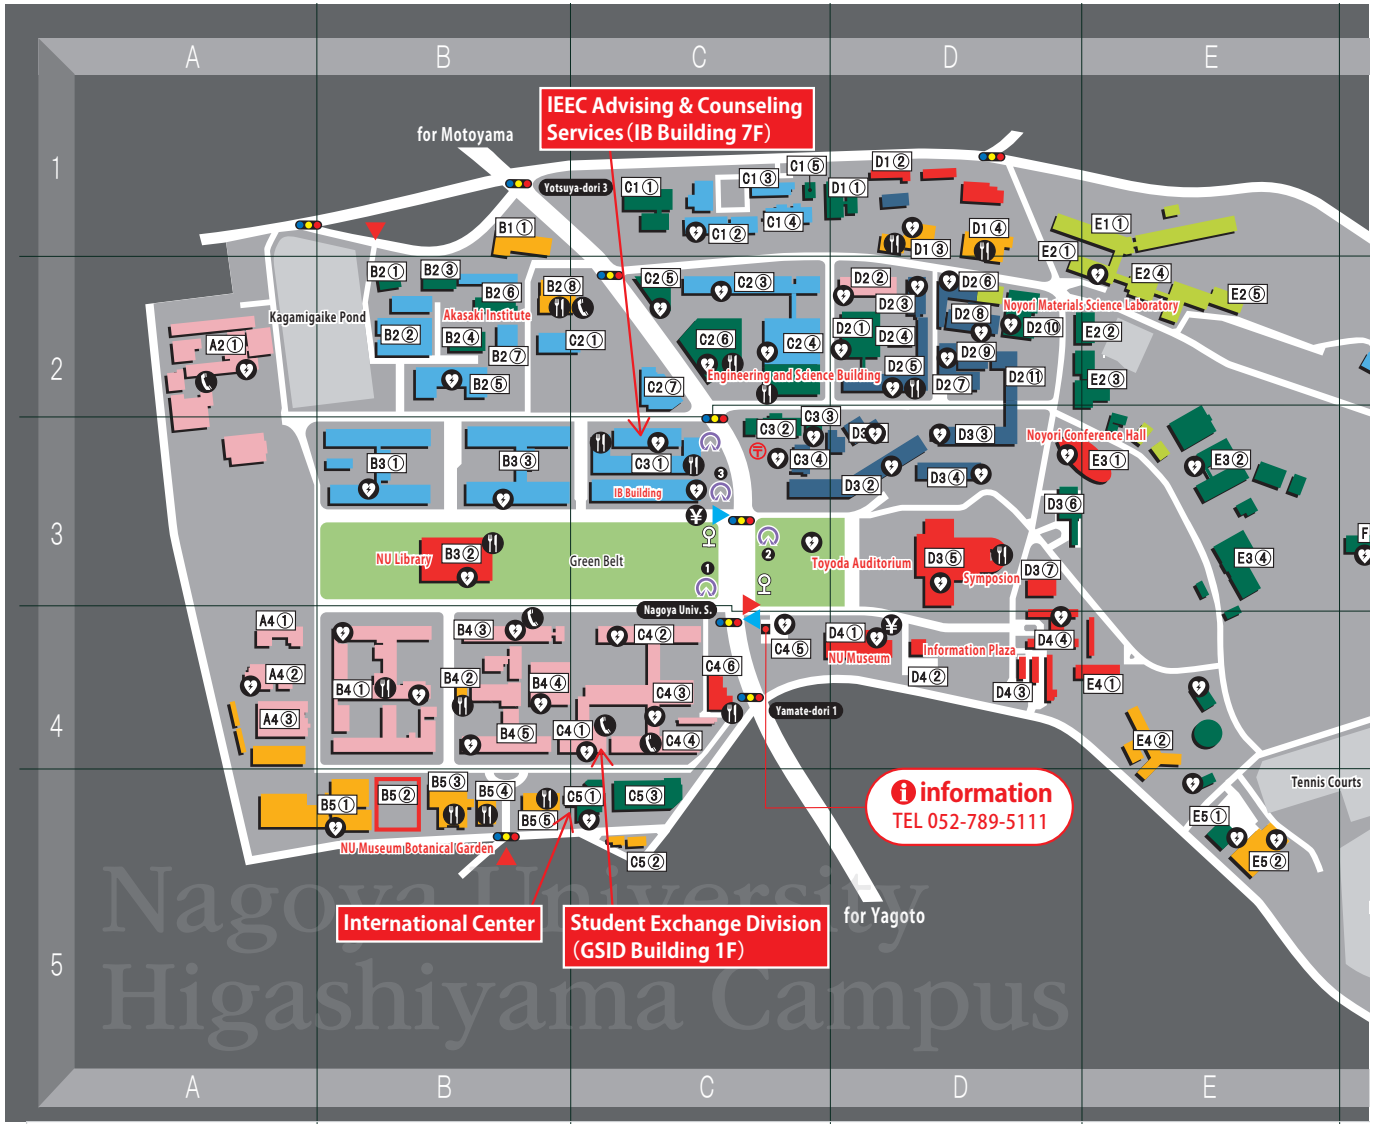 A
B
C
D
E
IEEC Advising & Counseling
Services (IB Building 7F)
for Motoyama
1
Yotsuya-dori 3
C1①
C1③
C1⑤
D1①
D1②
C1②
C1④
B1①
D1③
D1④
E1①
E2①
B2①
B2③
B2⑥
B2⑧
Akasaki Institute
Kagamigaike Pond
B2②
B2④
B2⑦
B2⑤
C2①
C2⑤
C2③
C2⑥
C2④
C2⑦
Engineering and Science Building
D2②
D2③
D2①
D2④
D2⑤
D2⑥
D2⑧
D2⑨
D2⑦
D2⑩
D2⑪
Noyori Materials Science Laboratory
E2④
E2⑤
E2②
E2③
A2①
2
B3①
B3③
C3①
IB Building
C3②
C3③
C3④
〒
D3
D3③
D3②
D3④
Noyori Conference Hall
E3①
E3②
D3⑥
E3④
F
3
¥
3
2
1
NU Library
B3②
Green Belt
Toyoda Auditorium
D3⑤
Symposion
D3⑦
Nagoya Univ. S.
A4①
A4②
A4③
B4③
B4①
B4②
B4④
B4⑤
C4②
C4③
C4①
C4④
C4⑥
C4⑤
D4①
NU Museum
¥
Information Plaza
D4②
D4④
D4③
E4①
E4②
4
Yamate-dori 1
B5①
B5②
B5③
B5④
B5⑤
C5①
C5③
C5②
NU Museum Botanical Garden
i information
TEL 052-789-5111
Tennis Courts
E5①
E5②
International Center
Student Exchange Division
(GSID Building 1F)
for Yagoto
5
Nagoya University
Higashiyama Campus
A
B
C
D
E